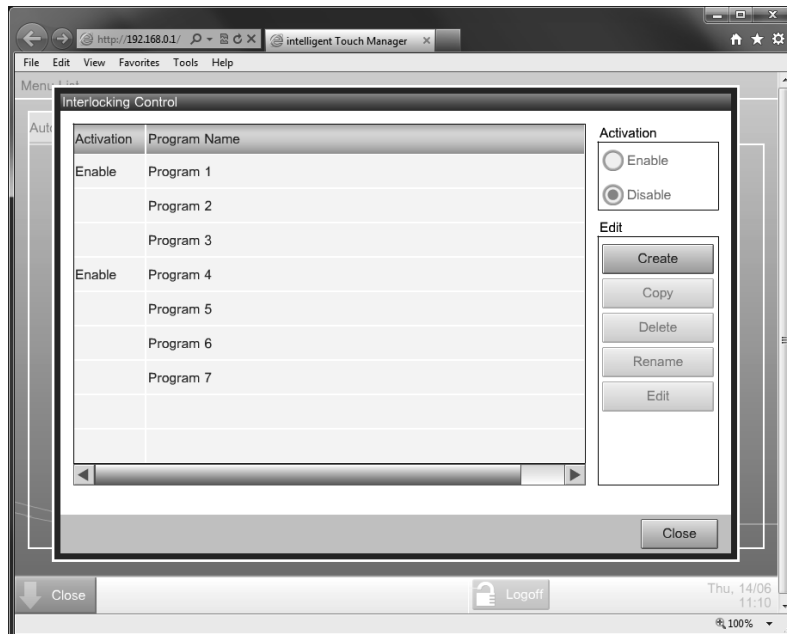 http://192.168.0.1/
intelligent Touch Manager
File Edit View Favorites Tools Help
Menu List
Interlocking Control
Activation Program Name
Enable Program 1
Program 2
Program 3
Enable Program 4
Program 5
Program 6
Program 7
Activation
Enable
Disable
Edit
Create
Copy
Delete
Rename
Edit
Close
Close
Logoff
Thu, 14/06
11:10
100%